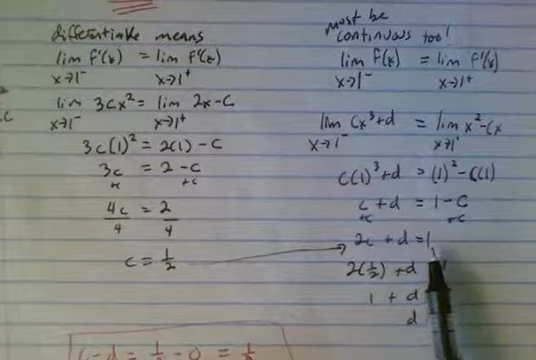 differentiable means
lim f'(x) = lim f'(x)
x→1⁻ x→1⁺
lim 3cx² = lim 2x-c
x→1⁻ x→1⁺
3c(1)² = 2(1) - c
3c = 2 - c
+c +c
4c = 2
4 4
c = 1/2
must be
continuous too!
lim f(x) = lim f'(x)
x→1⁻ x→1⁺
lim cx³ + d = lim x² - cx
x→1⁻ x→1⁺
c(1)³ + d = (1)² - c(1)
c + d = 1 - c
+c +c
2c + d = 1
2(1/2) + d
1 + d
d
c - d = 1/2 - 0 = 1/2